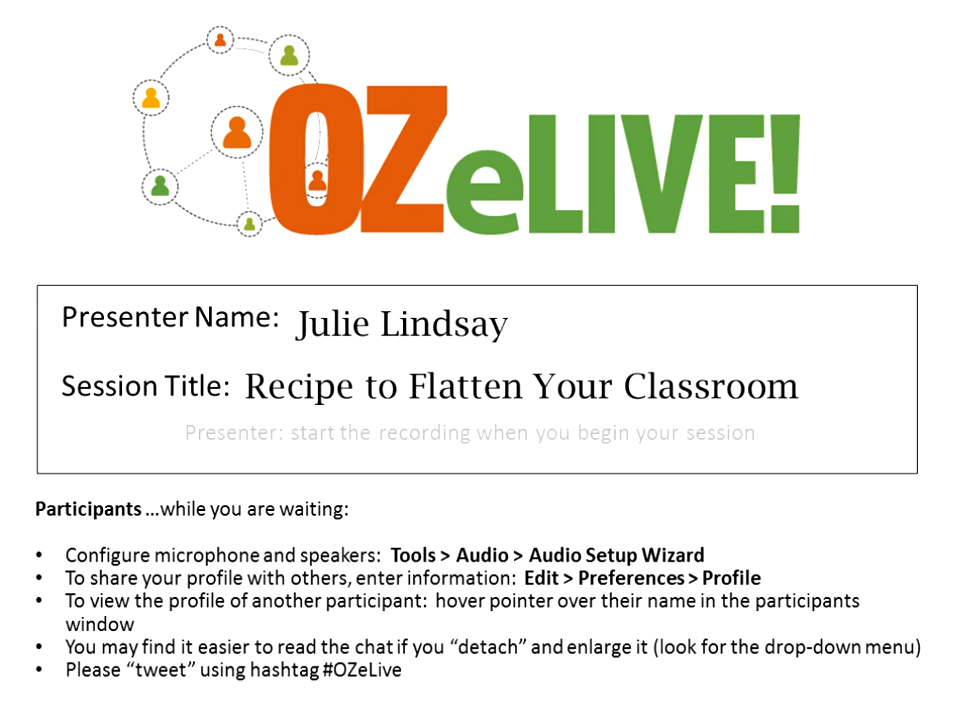 OZeLIVE!
Presenter Name: Julie Lindsay
Session Title: Recipe to Flatten Your Classroom
Presenter: start the recording when you begin your session
Participants ...while you are waiting:
• Configure microphone and speakers: Tools > Audio > Audio Setup Wizard
• To share your profile with others, enter information: Edit > Preferences > Profile
• To view the profile of another participant: hover pointer over their name in the participants
window
• You may find it easier to read the chat if you “detach” and enlarge it (look for the drop-down menu)
• Please “tweet” using hashtag #OZeLive